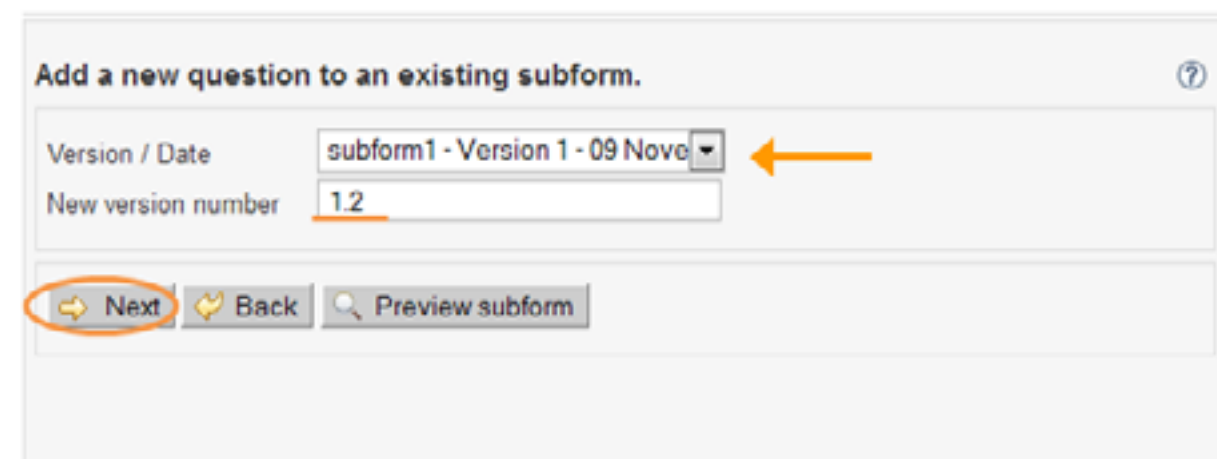 Add a new question to an existing subform.
?
Version / Date subform1 - Version 1 - 09 Nove
New version number 1.2
Next Back Preview subform